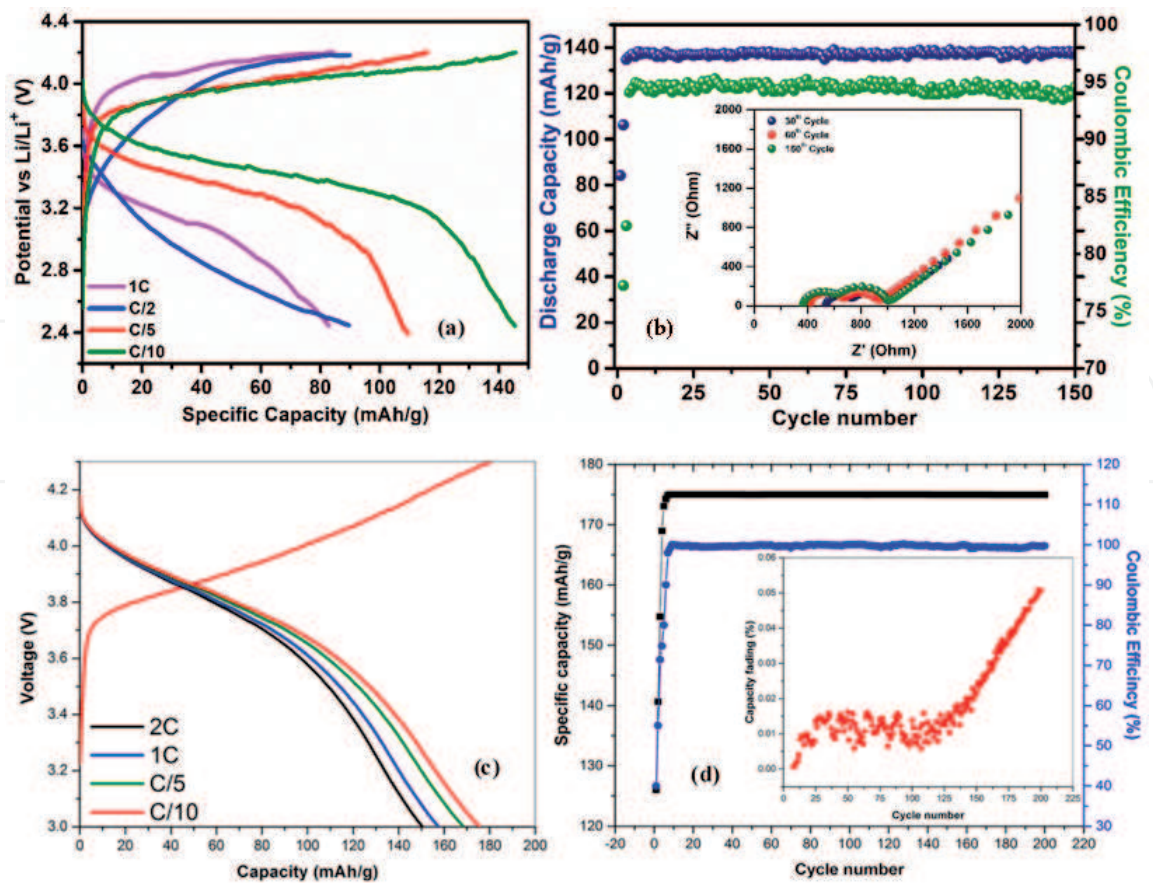 4.4
4.0
3.6
3.2
2.8
2.4
Potential vs Li/Li+ (V)
1C
C/2
C/5
C/10
(a)
0 20 40 60 80 100 120 140
Specific Capacity (mAh/g)
140
120
100
80
60
40
20
0
Discharge Capacity (mAh/g)
100
95
90
85
80
75
70
Coulombic Efficiency (%)
2000
1600
1200
800
400
0
Z'' (Ohm)
30th Cycle
60th Cycle
150th Cycle
0 400 800 1200 1600 2000
Z' (Ohm)
(b)
0 25 50 75 100 125 150
Cycle number
4.2
4.0
3.8
3.6
3.4
3.2
3.0
Voltage (V)
2C
1C
C/5
C/10
(c)
0 20 40 60 80 100 120 140 160 180 200
Capacity (mAh/g)
180
175
170
165
160
155
150
145
140
135
130
125
120
Specific capacity (mAh/g)
120
110
100
90
80
70
60
50
40
30
Coulombic Efficincy (%)
0.06
0.05
0.04
0.03
0.02
0.01
0.00
Capacity fading (%)
0 25 50 75 100 125 150 175 200 225
Cycle number
(d)
-20 0 20 40 60 80 100 120 140 160 180 200 220
Cycle number